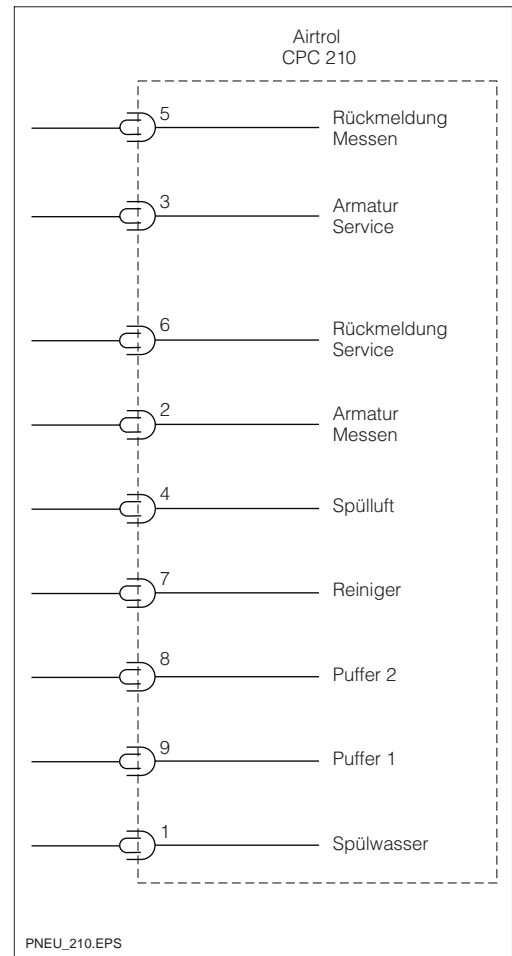 Airtrol
CPC 210
5 Rückmeldung
Messen
3 Armatur
Service
6 Rückmeldung
Service
2 Armatur
Messen
4 Spülluft
7 Reiniger
8 Puffer 2
9 Puffer 1
1 Spülwasser
PNEU_210.EPS